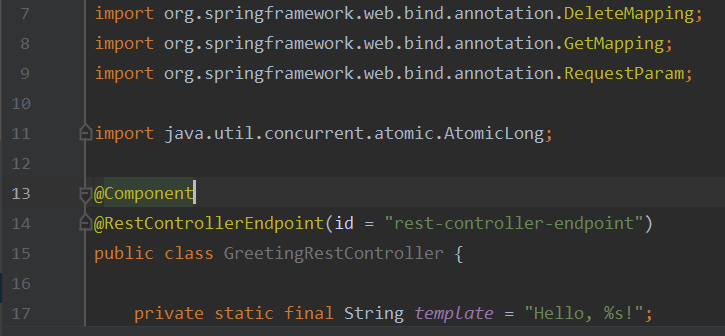 7 import org.springframework.web.bind.annotation.DeleteMapping;
8 import org.springframework.web.bind.annotation.GetMapping;
9 import org.springframework.web.bind.annotation.RequestParam;
10
11 import java.util.concurrent.atomic.AtomicLong;
12
13 @Component
14 @RestControllerEndpoint(id = "rest-controller-endpoint")
15 public class GreetingRestController {
16
17     private static final String template = "Hello, %s!";